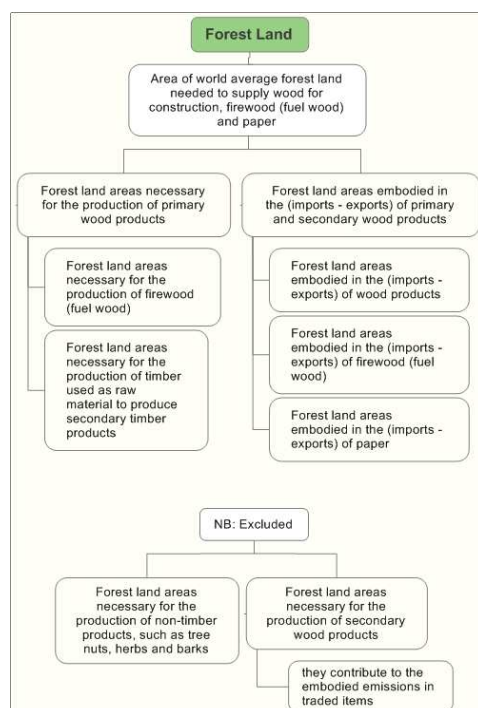 Forest Land
Area of world average forest land
needed to supply wood for
construction, firewood (fuel wood)
and paper
Forest land areas necessary
for the production of primary
wood products
Forest land areas embodied in
the (imports - exports) of primary
and secondary wood products
Forest land areas
necessary for the
production of firewood
(fuel wood)
Forest land areas
embodied in the (imports -
exports) of wood products
Forest land areas
necessary for the
production of timber
used as raw
material to produce
secondary timber
products
Forest land areas
embodied in the (imports -
exports) of firewood (fuel
wood)
Forest land areas
embodied in the (imports -
exports) of paper
NB: Excluded
Forest land areas
necessary for the
production of non-timber
products, such as tree
nuts, herbs and barks
Forest land areas
necessary for the
production of secondary
wood products
they contribute to the
embodied emissions in
traded items